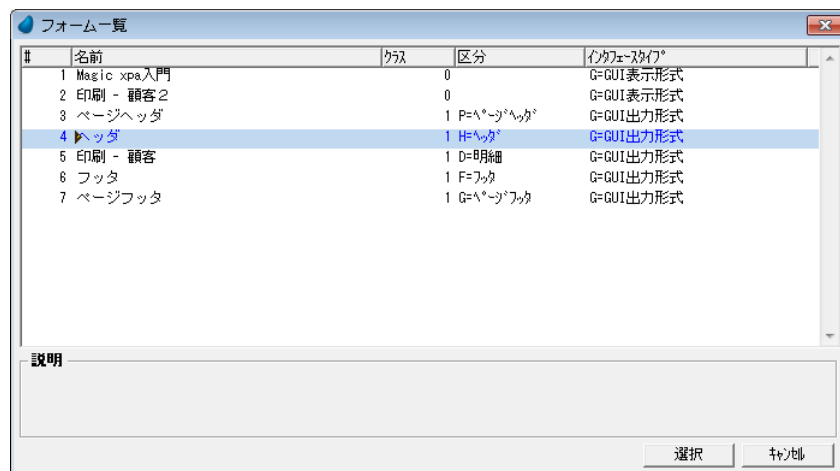 フォーム一覧
# 名前 ｸﾗｽ 区分 ｲﾝﾀﾌｪｰｽﾀｲﾌﾟ
1 Magic xpa入門 0 G=GUI表示形式
2 印刷 - 顧客２ 0 G=GUI表示形式
3 ページヘッダ 1 P=ﾍﾟｰｼﾞﾍｯﾀﾞ G=GUI出力形式
4 ヘッダ 1 H=ﾍｯﾀﾞ G=GUI出力形式
5 印刷 - 顧客 1 D=明細 G=GUI出力形式
6 フッタ 1 F=ﾌｯﾀ G=GUI出力形式
7 ページフッタ 1 G=ﾍﾟｰｼﾞﾌｯﾀ G=GUI出力形式
説明
選択 ｷｬﾝｾﾙ